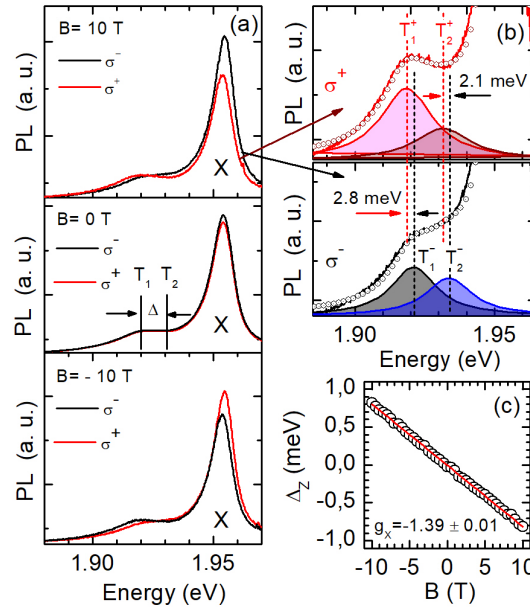 (a)
B= 10 T
σ⁻
σ⁺
X
PL (a. u.)
B= 0 T
σ⁻
σ⁺
T₁ T₂
Δ
X
PL (a. u.)
B= - 10 T
σ⁻
σ⁺
X
PL (a. u.)
1.90 1.95
Energy (eV)
(b)
T₁⁺ T₂⁺
σ⁺
2.1 meV
PL (a. u.)
2.8 meV
σ⁻
T₁⁻ T₂⁻
PL (a. u.)
1.90 1.95
Energy (eV)
(c)
1,0
0,5
0,0
-0,5
-1,0
Δ_Z (meV)
g_X=-1.39 ± 0.01
-10 -5 0 5 10
B (T)